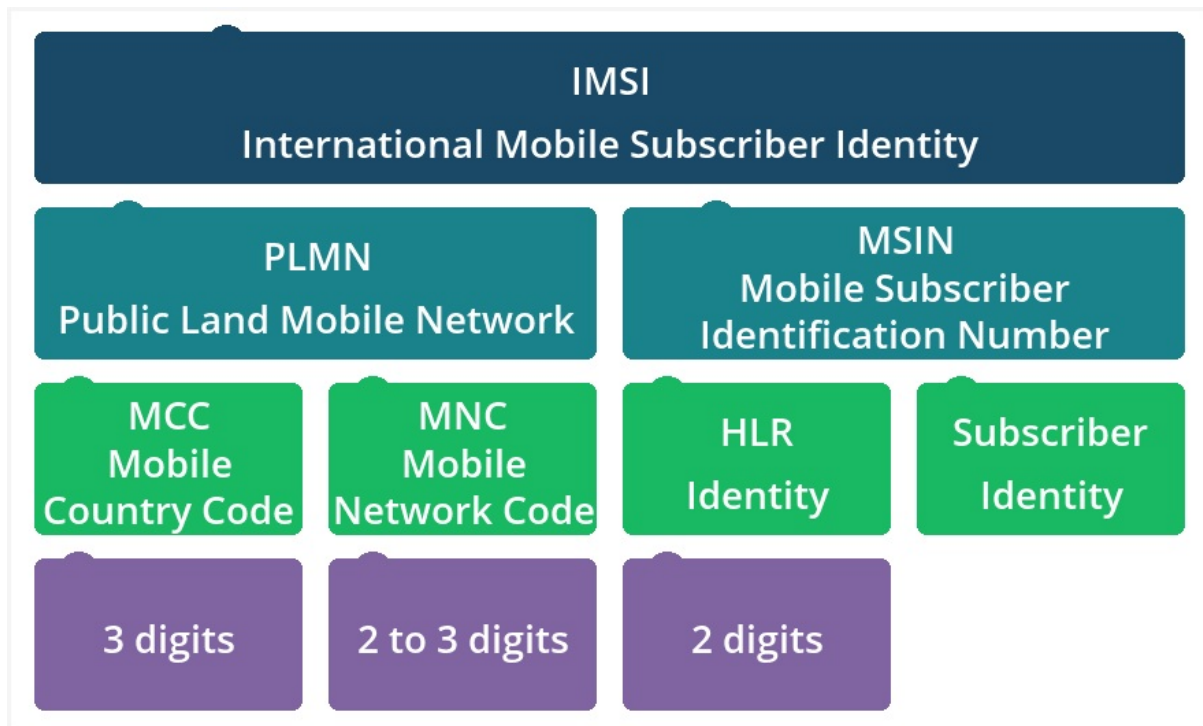 IMSI
International Mobile Subscriber Identity
PLMN
Public Land Mobile Network
MSIN
Mobile Subscriber
Identification Number
MCC
Mobile
Country Code
MNC
Mobile
Network Code
HLR
Identity
Subscriber
Identity
3 digits
2 to 3 digits
2 digits